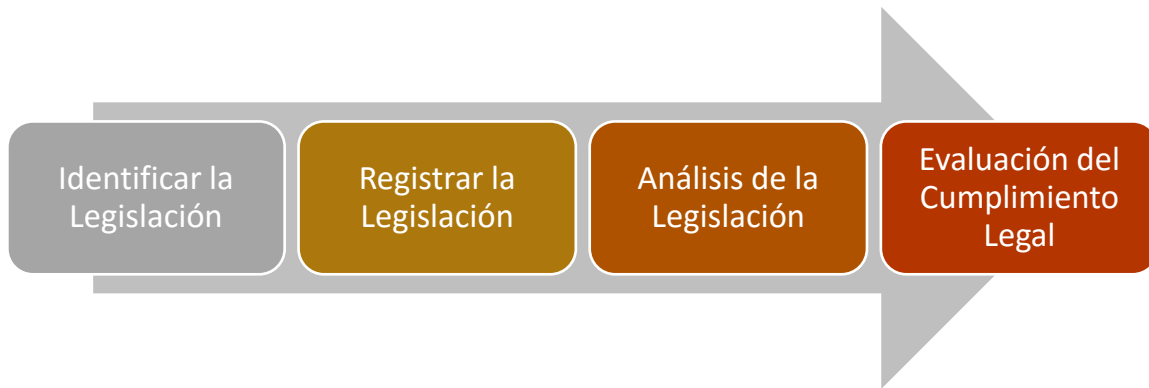 Identificar la
Legislación
Registrar la
Legislación
Análisis de la
Legislación
Evaluación del
Cumplimiento
Legal